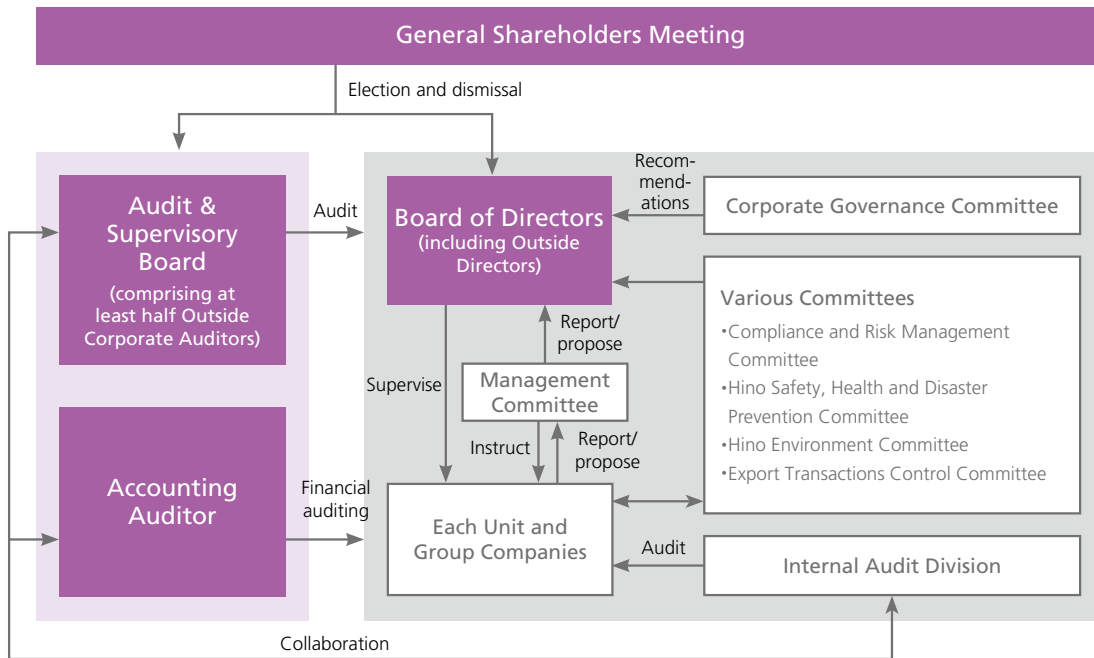 General Shareholders Meeting
Election and dismissal
Audit &
Supervisory
Board
(comprising at
least half Outside
Corporate Auditors)
Audit
Board of Directors
(including Outside
Directors)
Recom-
mend-
ations
Corporate Governance Committee
Various Committees
•Compliance and Risk Management
Committee
•Hino Safety, Health and Disaster
Prevention Committee
•Hino Environment Committee
•Export Transactions Control Committee
Report/
propose
Supervise
Management
Committee
Instruct
Report/
propose
Accounting
Auditor
Financial
auditing
Each Unit and
Group Companies
Audit
Internal Audit Division
Collaboration